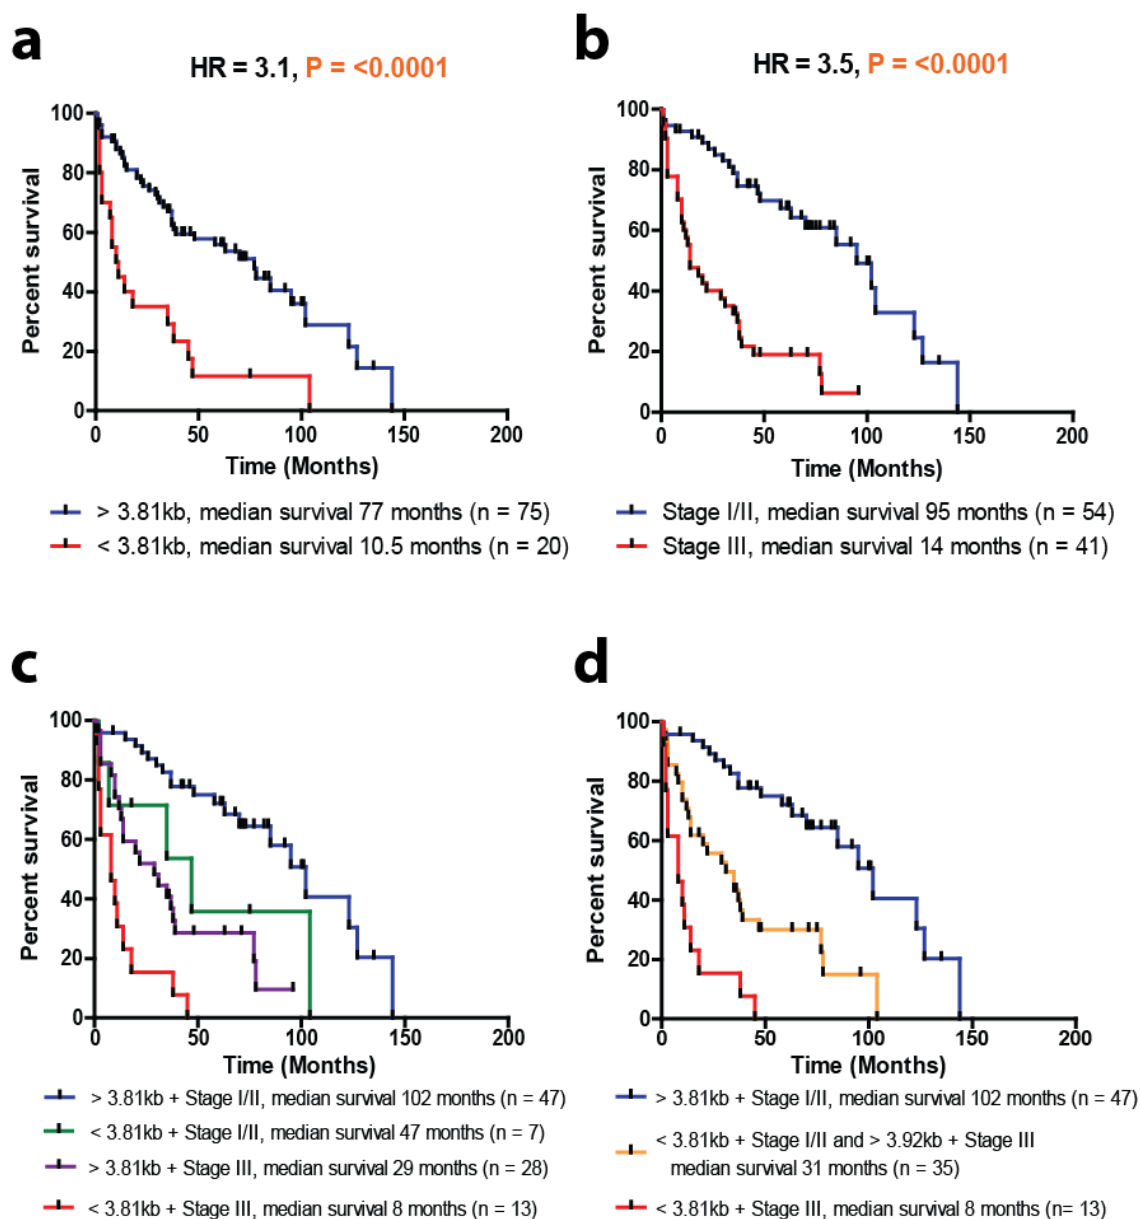 a
HR = 3.1, P = <0.0001
Percent survival
100
80
60
40
20
0
0 50 100 150 200
Time (Months)
> 3.81kb, median survival 77 months (n = 75)
< 3.81kb, median survival 10.5 months (n = 20)
b
HR = 3.5, P = <0.0001
Percent survival
100
80
60
40
20
0
0 50 100 150 200
Time (Months)
Stage I/II, median survival 95 months (n = 54)
Stage III, median survival 14 months (n = 41)
c
Percent survival
100
80
60
40
20
0
0 50 100 150 200
Time (Months)
> 3.81kb + Stage I/II, median survival 102 months (n = 47)
< 3.81kb + Stage I/II, median survival 47 months (n = 7)
> 3.81kb + Stage III, median survival 29 months (n = 28)
< 3.81kb + Stage III, median survival 8 months (n = 13)
d
Percent survival
100
80
60
40
20
0
0 50 100 150 200
Time (Months)
> 3.81kb + Stage I/II, median survival 102 months (n = 47)
< 3.81kb + Stage I/II and > 3.92kb + Stage III
median survival 31 months (n = 35)
< 3.81kb + Stage III, median survival 8 months (n= 13)